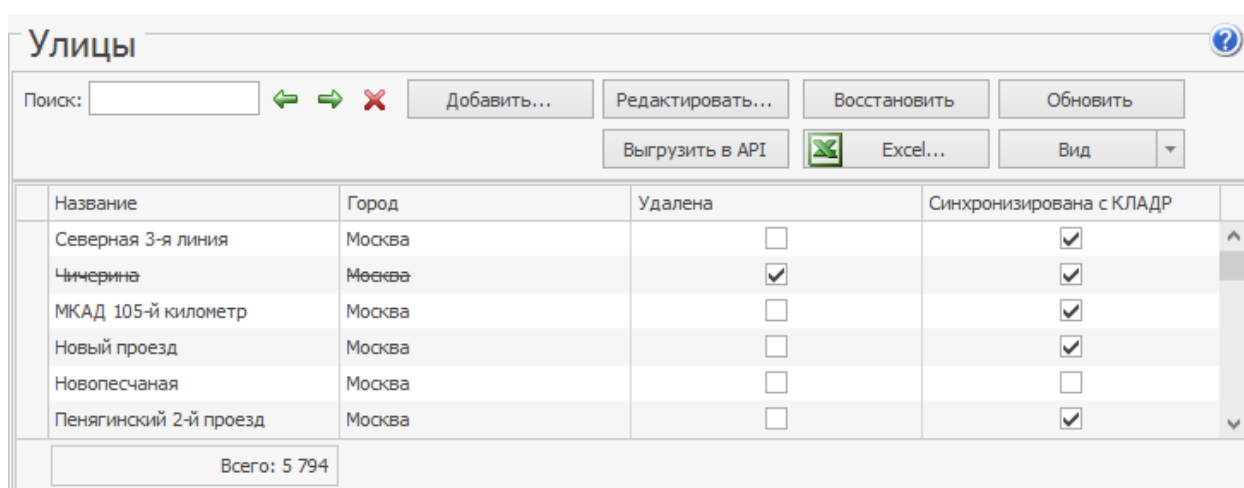 Улицы
Поиск: Добавить... Редактировать... Восстановить Обновить
Выгрузить в API Excel... Вид
Название Город Удалена Синхронизирована с КЛАДР
Северная 3-я линия Москва
Чичерина Москва
МКАД 105-й километр Москва
Новый проезд Москва
Новопесчаная Москва
Пенягинский 2-й проезд Москва
Всего: 5 794